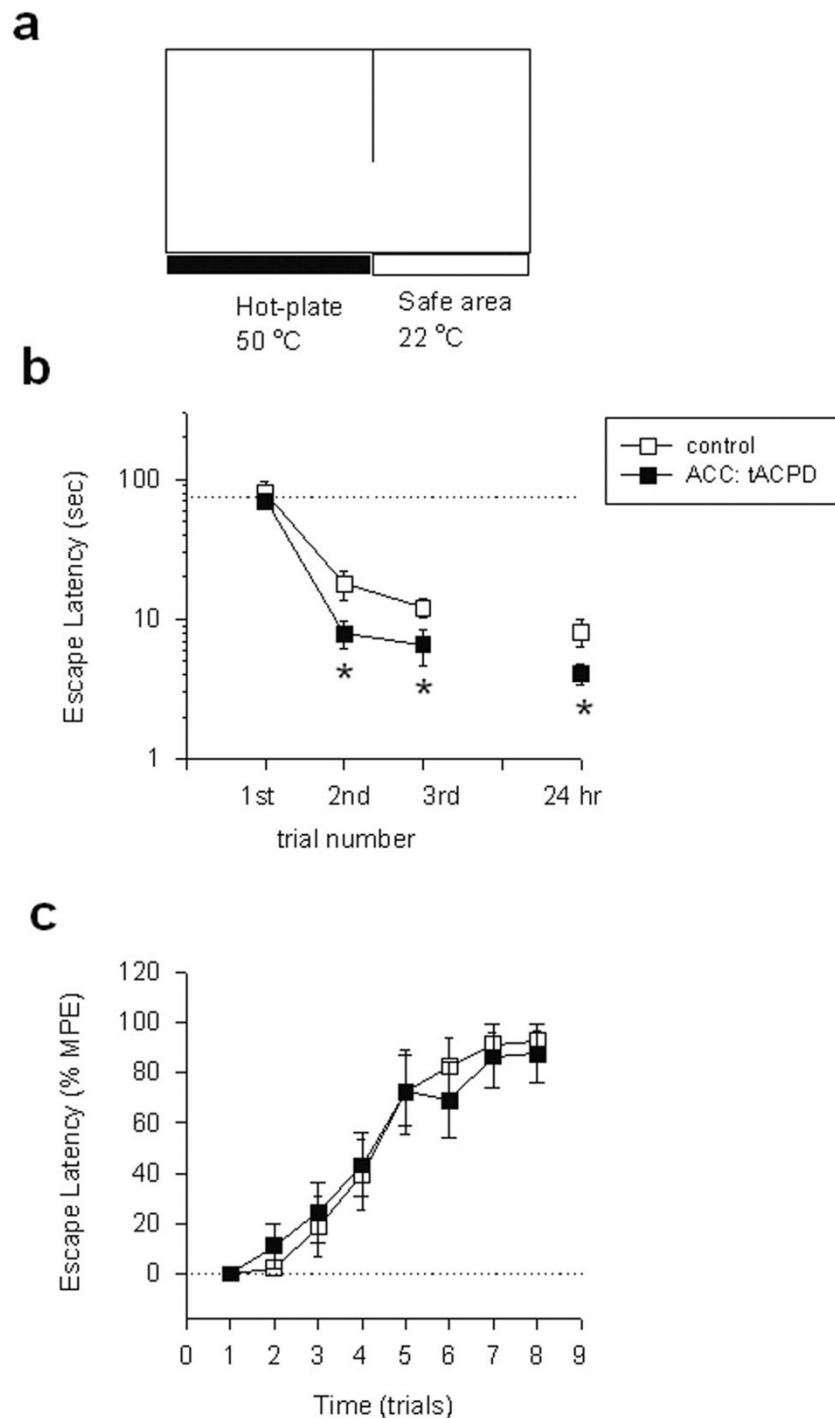 a
Hot-plate
50 °C
Safe area
22 °C
b
Escape Latency (sec)
100
10
1
1st
2nd
3rd
24 hr
trial number
control
ACC: tACPD
*
*
*
c
Escape Latency (% MPE)
120
100
80
60
40
20
0
0 1 2 3 4 5 6 7 8 9
Time (trials)